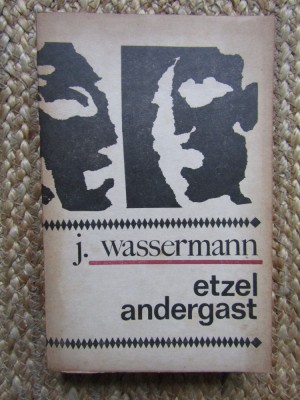 j. wassermann
etzel
andergast